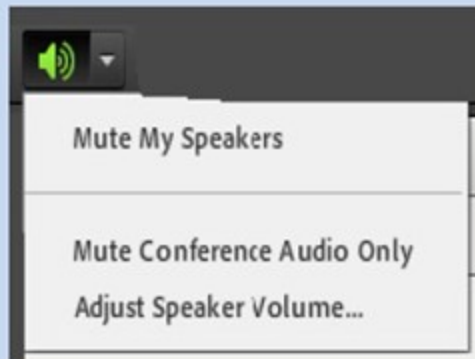 Mute My Speakers
Mute Conference Audio Only
Adjust Speaker Volume...